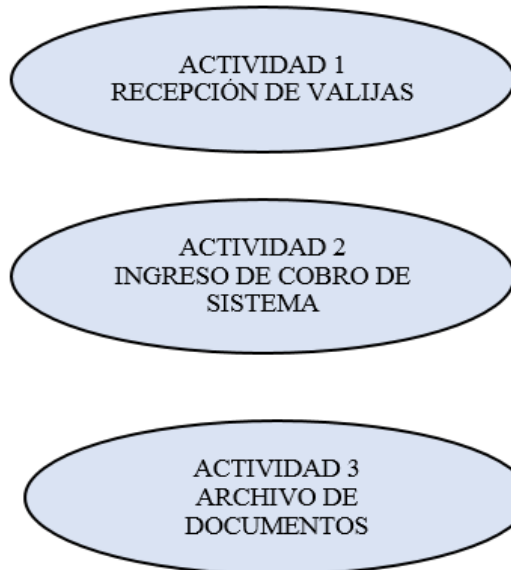 ACTIVIDAD 1
RECEPCIÓN DE VALIJAS
ACTIVIDAD 2
INGRESO DE COBRO DE
SISTEMA
ACTIVIDAD 3
ARCHIVO DE
DOCUMENTOS